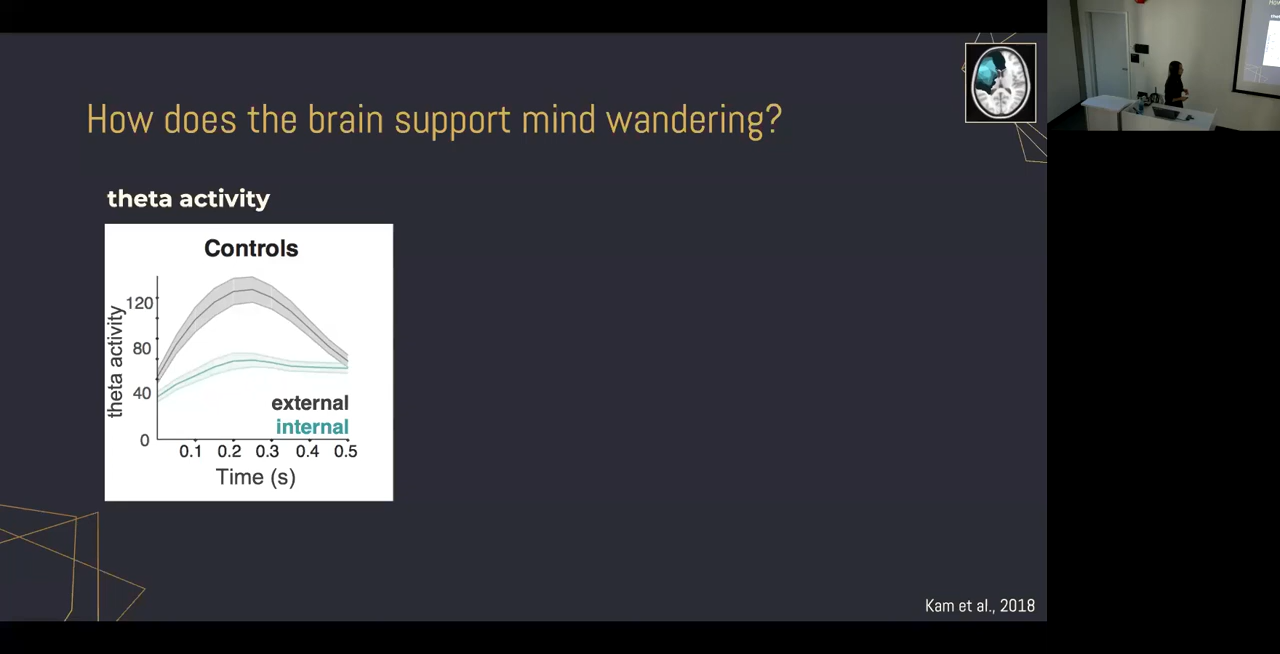 How does the brain support mind wandering?
theta activity
Controls
theta activity
120
80
40
0
external
internal
0.1 0.2 0.3 0.4 0.5
Time (s)
Kam et al., 2018